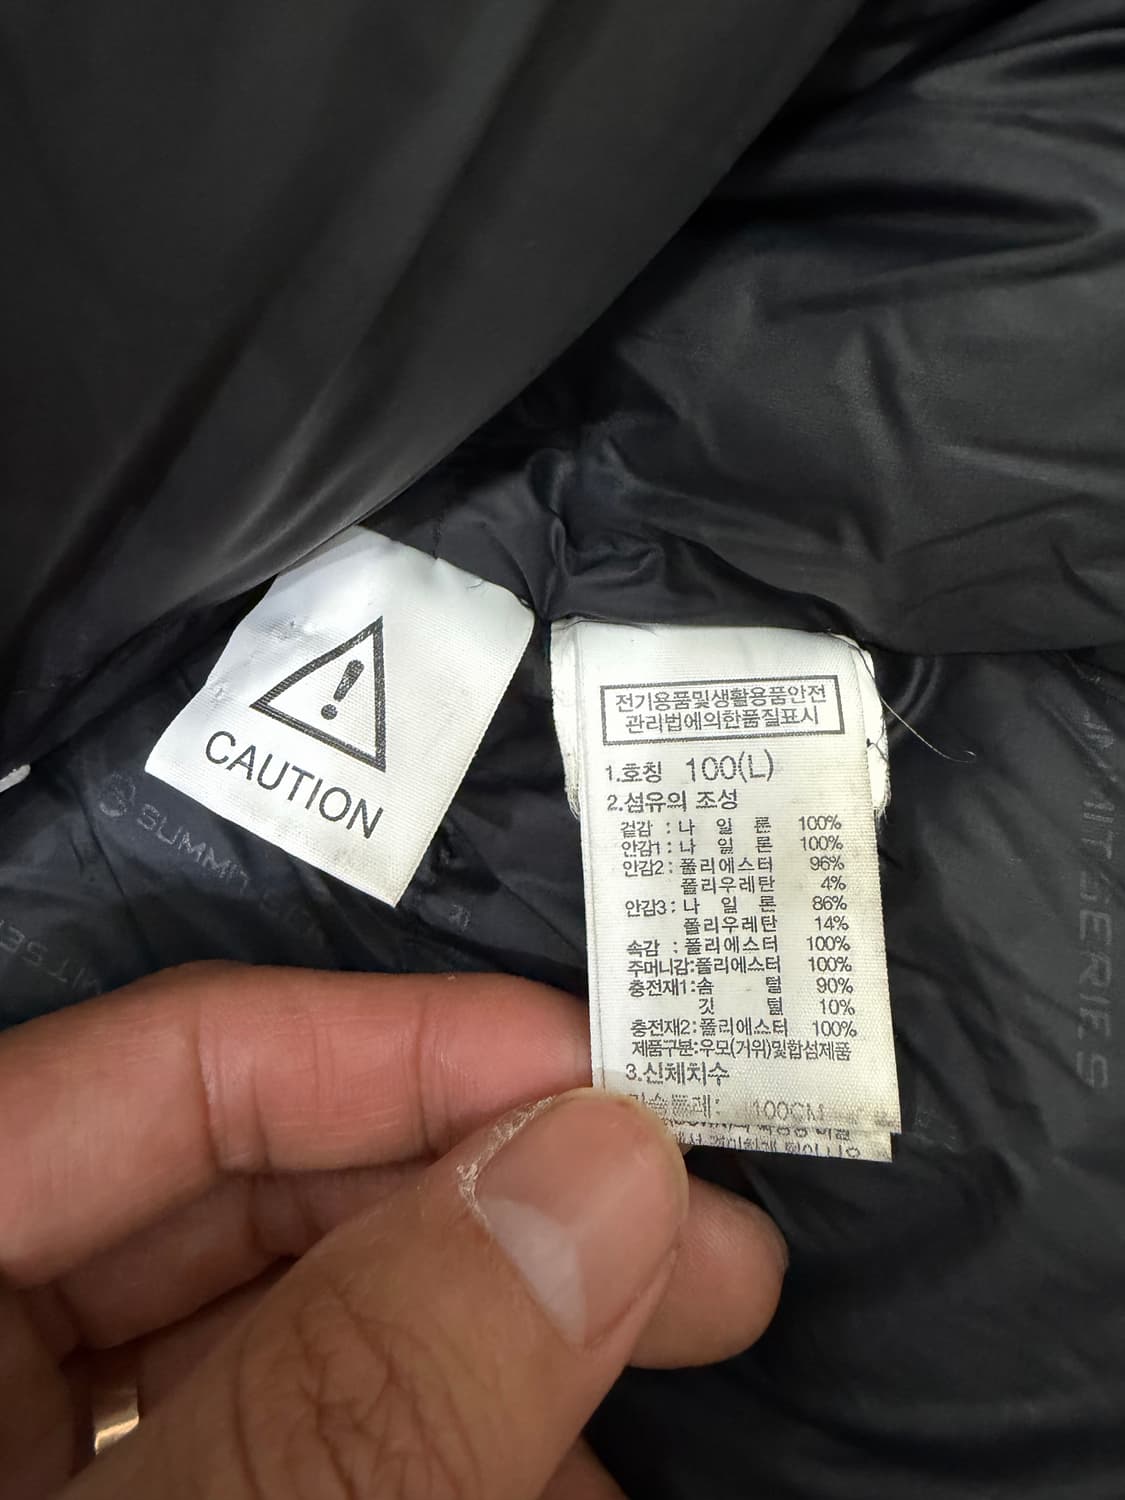 CAUTION
SUMMIT
전기용품및생활용품안전
관리법에의한품질표시
1.호칭 100(L)
2.섬유의 조성
겉감 : 나 일 론 100%
안감1 : 나 일 론 100%
안감2 : 폴리에스터 96%
폴리우레탄 4%
안감3 : 나 일 론 86%
폴리우레탄 14%
속감 : 폴리에스터 100%
주머니감:폴리에스터 100%
충전재1:솜 털 90%
깃 털 10%
충전재2:폴리에스터 100%
제품구분:우모(거위)및합섬제품
3.신체치수
가슴둘레: 100CM
SUMMIT SERIES